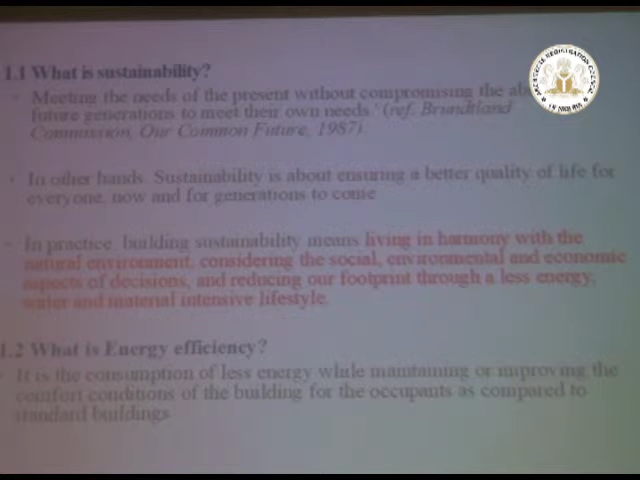 1.1 What is sustainability?
Meeting the needs of the present without compromising the
future generations to meet their own needs.' (ref. Brundtland
Commission, Our Common Future, 1987).
In other hands, Sustainability is about ensuring a better quality of life for
everyone, now and for generations to come
In practice, building sustainability means living in harmony with the
natural environment, considering the social, environmental and economic
aspects of decisions, and reducing our footprint through a less energy,
water and material intensive lifestyle.
1.2 What is Energy efficiency?
It is the consumption of less energy while maintaining or improving the
comfort conditions of the building for the occupants as compared to
standard buildings
ARCHITECTS REGISTRATION COUNCIL
OF NIGERIA